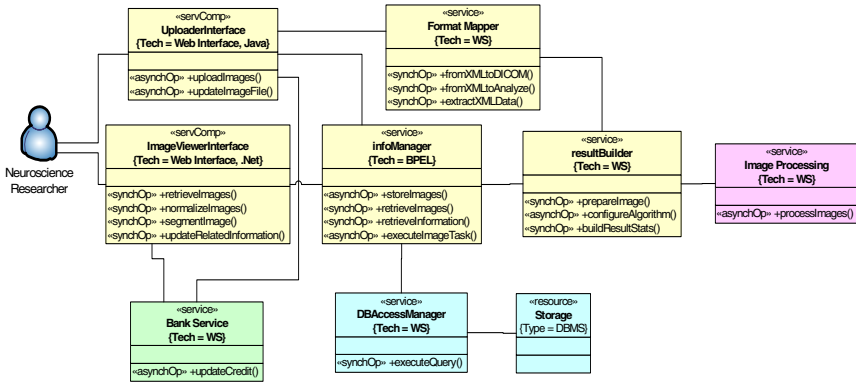 «servComp»
UploaderInterface
{Tech = Web Interface, Java}
«asynchOp» +uploadImages()
«asynchOp» +updateImageFile()
«service»
Format Mapper
{Tech = WS}
«synchOp» +fromXMLtoDICOM()
«synchOp» +fromXMLtoAnalyze()
«synchOp» +extractXMLData()
Neuroscience
Researcher
«servComp»
ImageViewerInterface
{Tech = Web Interface, .Net}
«synchOp» +retrieveImages()
«synchOp» +normalizeImages()
«synchOp» +segmentImage()
«synchOp» +updateRelatedInformation()
«service»
infoManager
{Tech = BPEL}
«asynchOp» +storeImages()
«synchOp» +retrieveImages()
«synchOp» +retrieveInformation()
«asynchOp» +executeImageTask()
«service»
resultBuilder
{Tech = WS}
«synchOp» +prepareImage()
«asynchOp» +configureAlgorithm()
«synchOp» +buildResultStats()
«service»
Image Processing
{Tech = WS}
«asynchOp» +processImages()
«service»
Bank Service
{Tech = WS}
«asynchOp» +updateCredit()
«service»
DBAccessManager
{Tech = WS}
«synchOp» +executeQuery()
«resource»
Storage
{Type = DBMS}